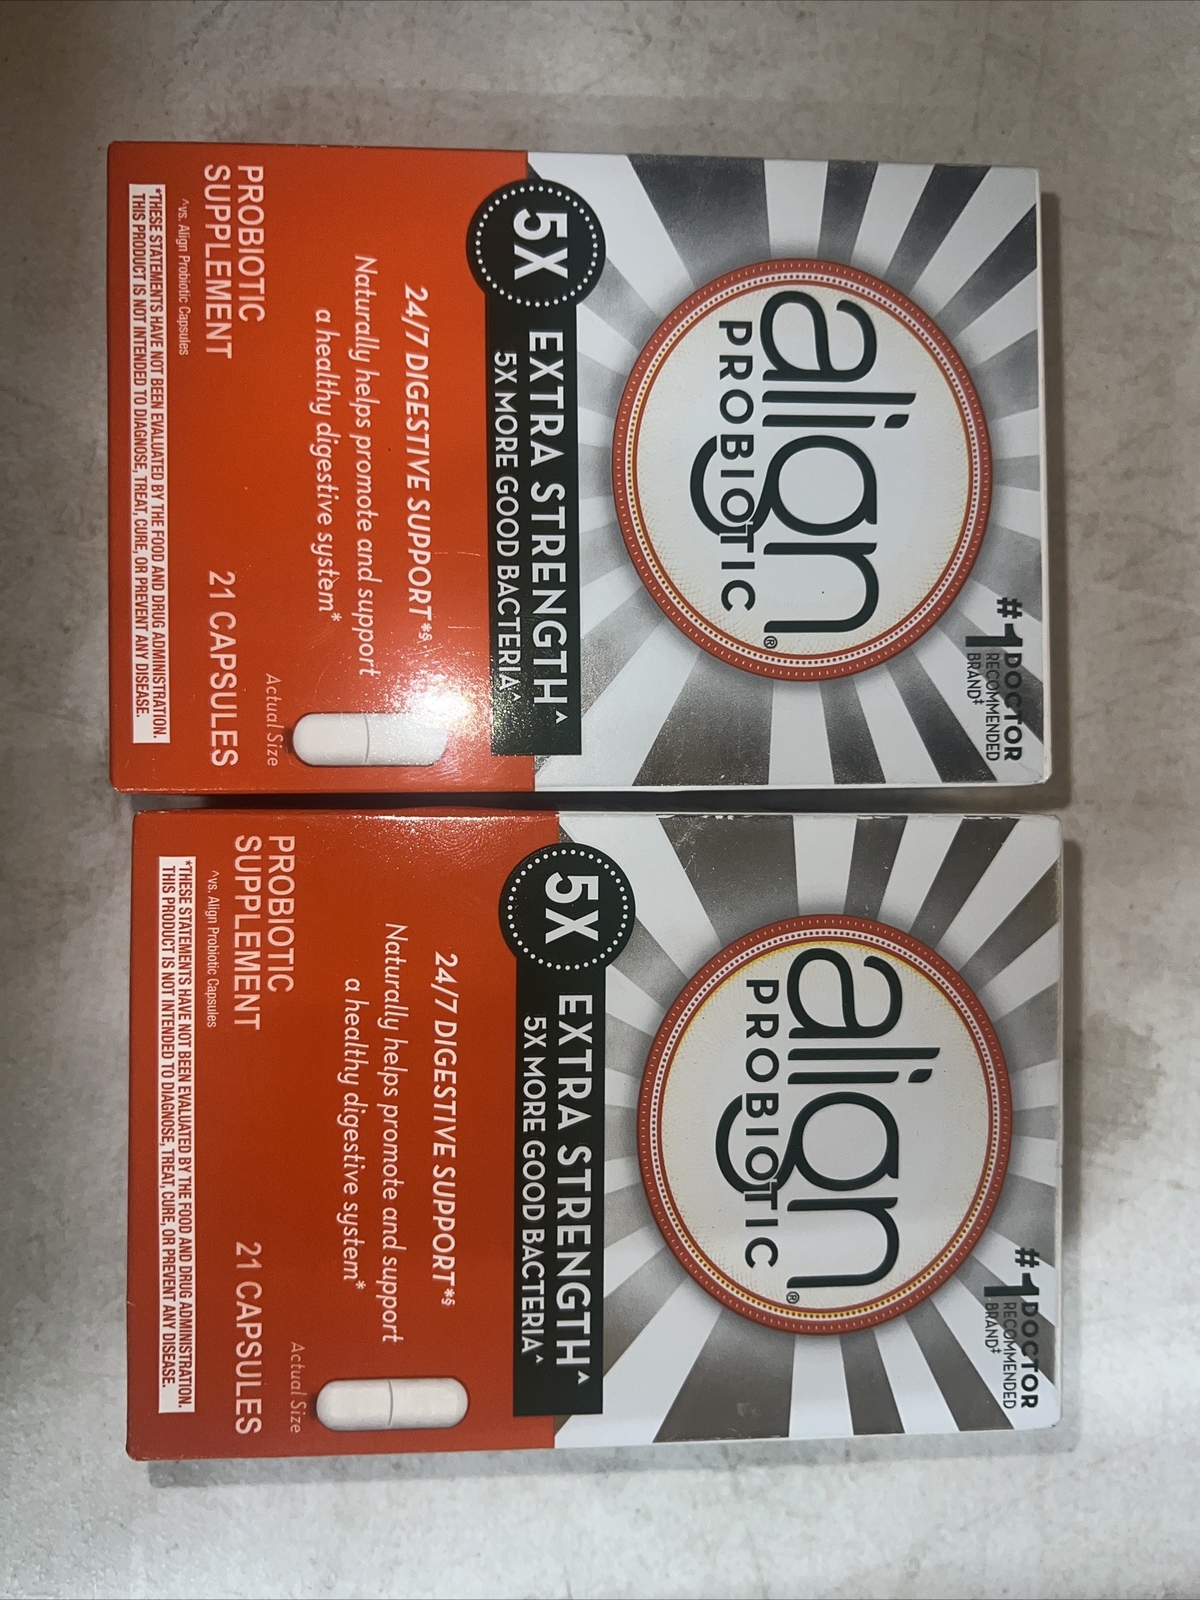 #1 DOCTOR
RECOMMENDED
BRAND‡
align®
PROBIOTIC
5X
EXTRA STRENGTH^
5X MORE GOOD BACTERIA^
24/7 DIGESTIVE SUPPORT*§
Naturally helps promote and support
a healthy digestive system*
Actual Size
PROBIOTIC
SUPPLEMENT
21 CAPSULES
^vs. Align Probiotic Capsules
*THESE STATEMENTS HAVE NOT BEEN EVALUATED BY THE FOOD AND DRUG ADMINISTRATION.
THIS PRODUCT IS NOT INTENDED TO DIAGNOSE, TREAT, CURE, OR PREVENT ANY DISEASE.
#1 DOCTOR
RECOMMENDED
BRAND‡
align®
PROBIOTIC
5X
EXTRA STRENGTH^
5X MORE GOOD BACTERIA^
24/7 DIGESTIVE SUPPORT*§
Naturally helps promote and support
a healthy digestive system*
Actual Size
PROBIOTIC
SUPPLEMENT
21 CAPSULES
^vs. Align Probiotic Capsules
*THESE STATEMENTS HAVE NOT BEEN EVALUATED BY THE FOOD AND DRUG ADMINISTRATION.
THIS PRODUCT IS NOT INTENDED TO DIAGNOSE, TREAT, CURE, OR PREVENT ANY DISEASE.